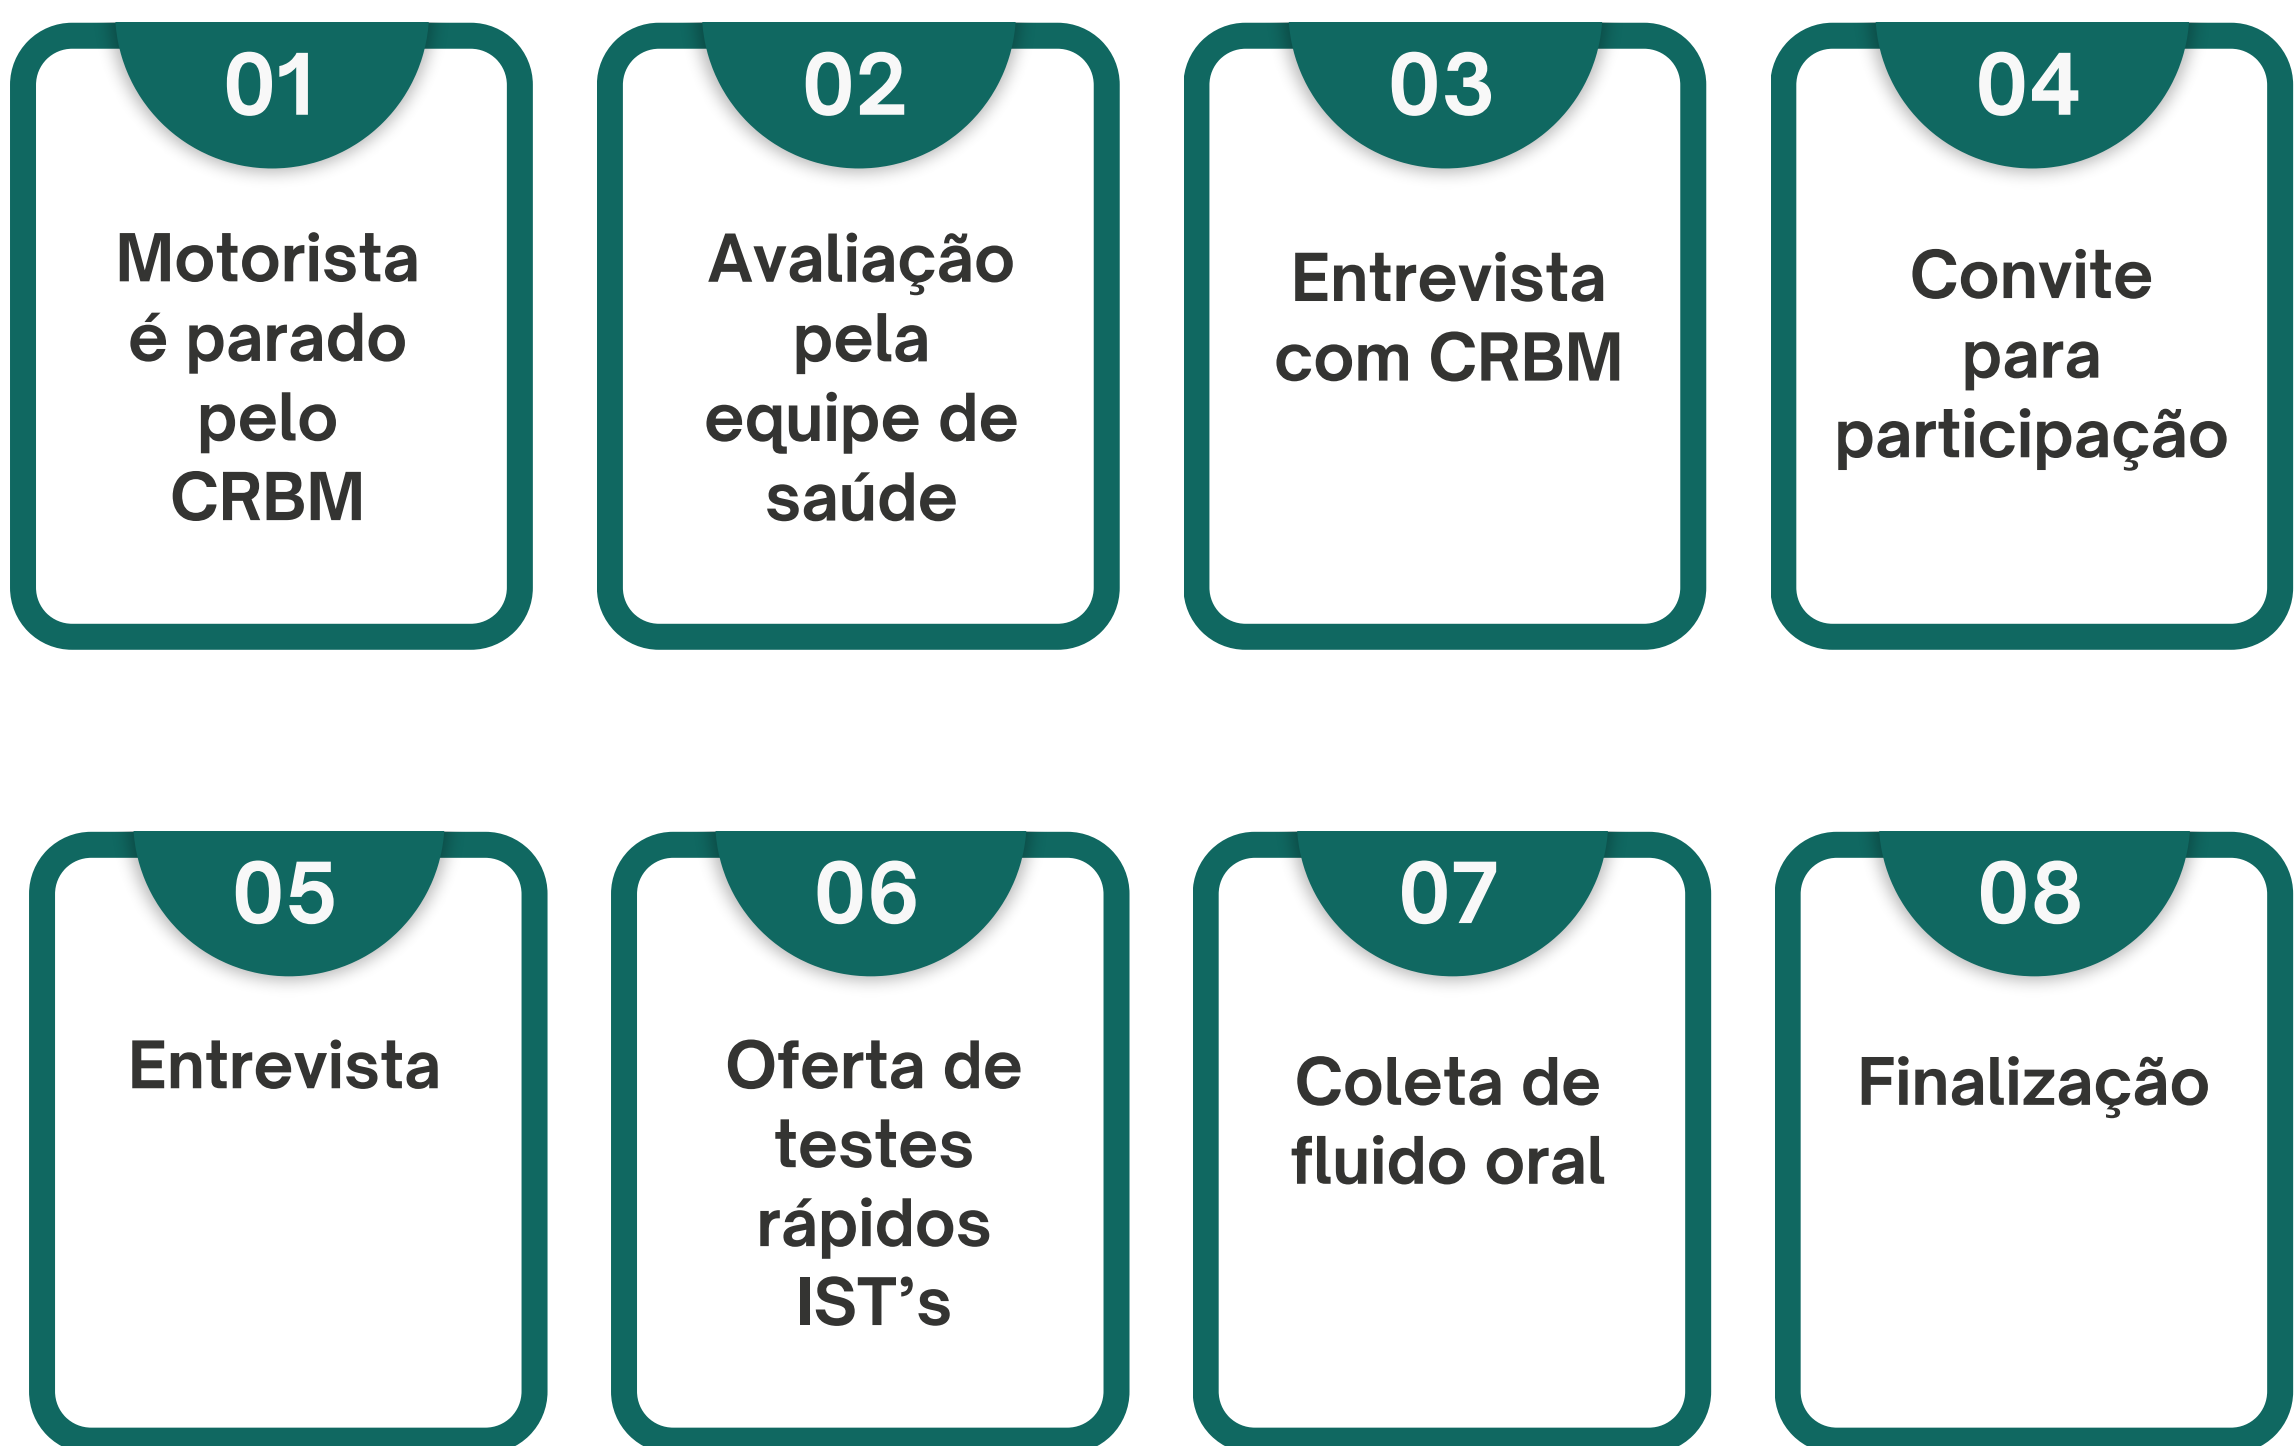 01
Motorista
é parado
pelo
CRBM
02
Avaliação
pela
equipe de
saúde
03
Entrevista
com CRBM
04
Convite
para
participação
05
Entrevista
06
Oferta de
testes
rápidos
IST’s
07
Coleta de
fluido oral
08
Finalização